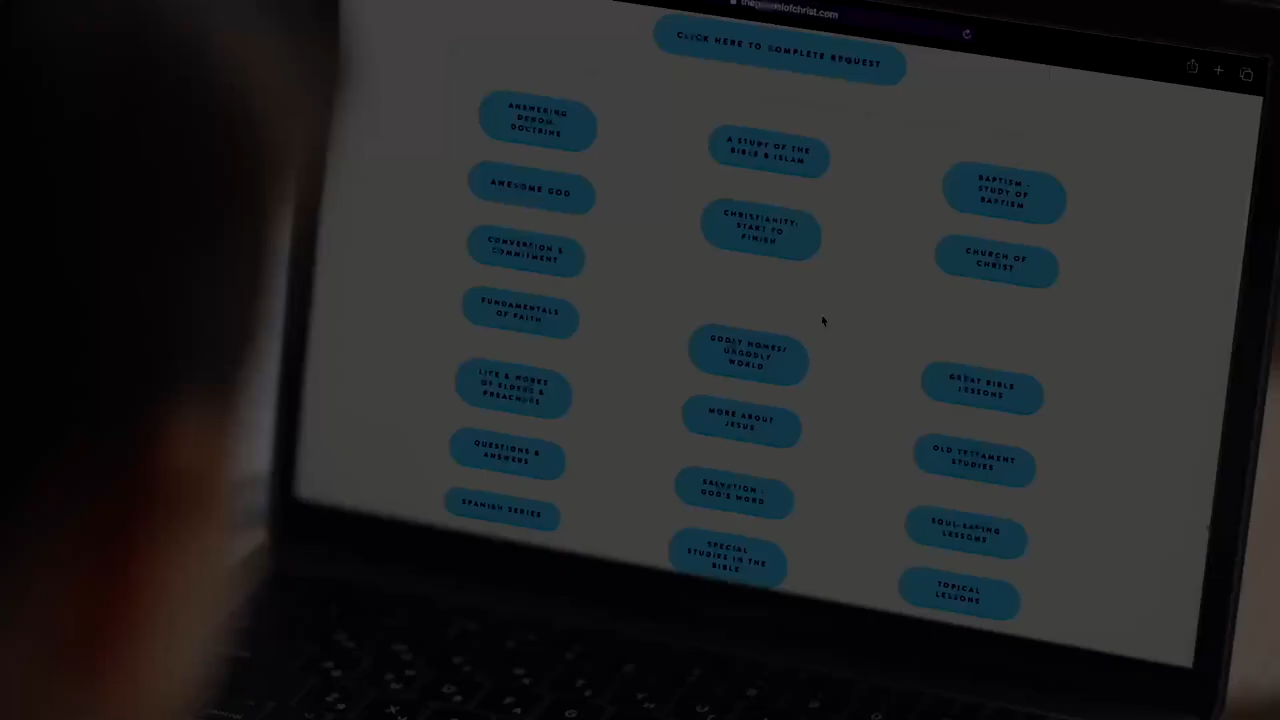 thegospelofchrist.com
CLICK HERE TO COMPLETE REQUEST
ANSWERING
DENOM.
DOCTRINE
A STUDY OF THE
BIBLE & ISLAM
BAPTISM -
STUDY OF
BAPTISM
AWESOME GOD
CHRISTIANITY:
START TO
FINISH
CHURCH OF
CHRIST
CONVERTION &
COMMITMENT
FUNDAMENTALS
OF FAITH
GODLY HOMES/
UNGODLY
WORLD
GREAT BIBLE
LESSONS
LIFE & WORKS
OF ELDERS &
PREACHERS
MORE ABOUT
JESUS
OLD TESTAMENT
STUDIES
QUESTIONS &
ANSWERS
SALVATION -
GOD'S WORD
SOUL-SAVING
LESSONS
SPANISH SERIES
SPECIAL
STUDIES IN THE
BIBLE
TOPICAL
LESSONS